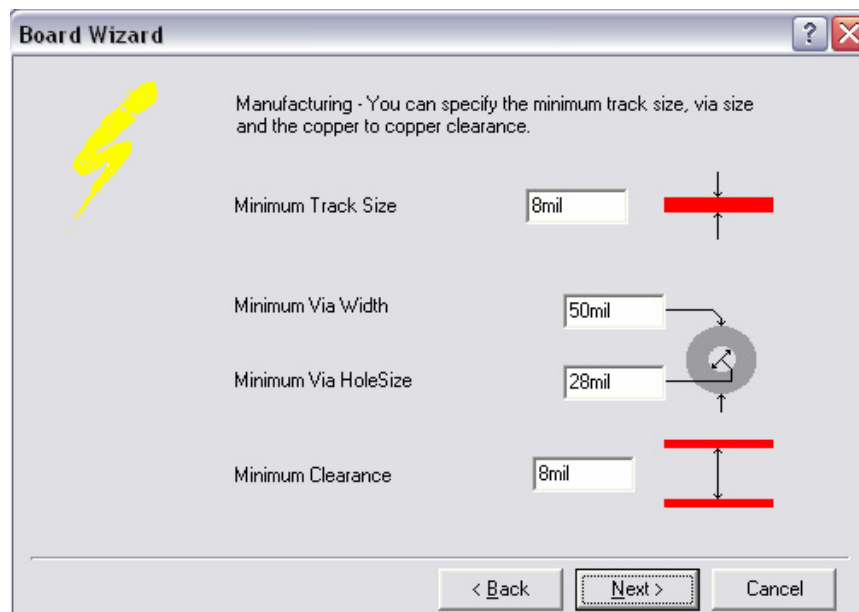 Board Wizard
?
Manufacturing - You can specify the minimum track size, via size
and the copper to copper clearance.
Minimum Track Size 8mil
Minimum Via Width 50mil
Minimum Via HoleSize 28mil
Minimum Clearance 8mil
< Back Next > Cancel